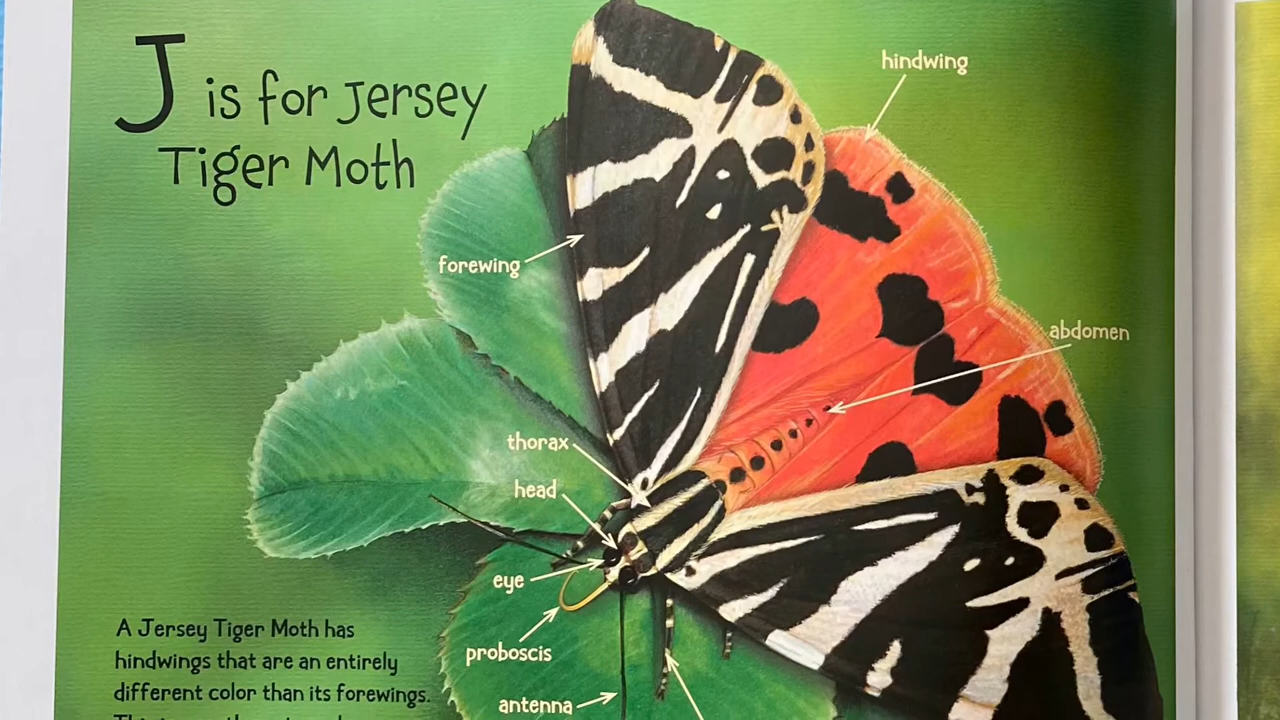 J is for Jersey
Tiger Moth
hindwing
forewing
abdomen
thorax
head
eye
proboscis
antenna
A Jersey Tiger Moth has
hindwings that are an entirely
different color than its forewings.